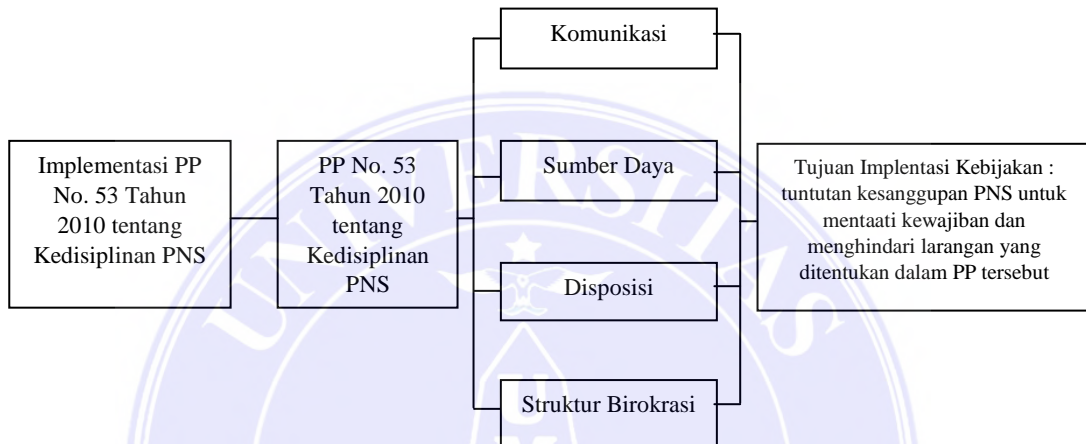 Implementasi PP
No. 53 Tahun
2010 tentang
Kedisiplinan PNS
PP No. 53
Tahun 2010
tentang
Kedisiplinan
PNS
Komunikasi
Sumber Daya
Disposisi
Struktur Birokrasi
Tujuan Implentasi Kebijakan :
tuntutan kesanggupan PNS untuk
mentaati kewajiban dan
menghindari larangan yang
ditentukan dalam PP tersebut
UNIVERSITAS
U
M